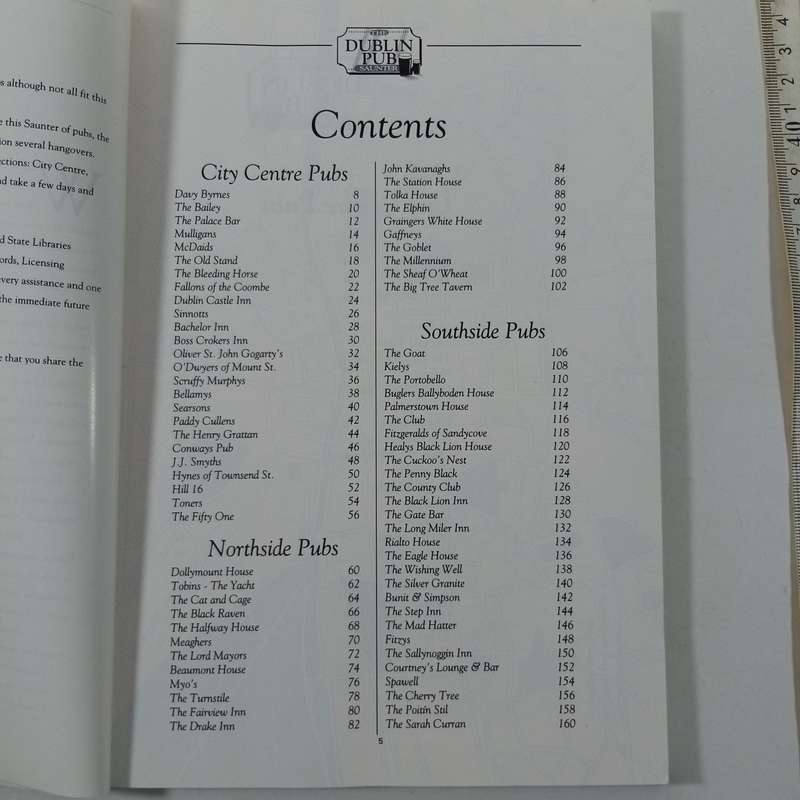 s although not all fit this
e this Saunter of pubs, the
ion several hangovers.
ctions: City Centre,
nd take a few days and
d State Libraries
ords, Licensing
very assistance and one
the immediate future
e that you share the
THE
DUBLIN
PUB
SAUNTER
Contents
City Centre Pubs
Davy Byrnes 8
The Bailey 10
The Palace Bar 12
Mulligans 14
McDaids 16
The Old Stand 18
The Bleeding Horse 20
Fallons of the Coombe 22
Dublin Castle Inn 24
Sinnotts 26
Bachelor Inn 28
Boss Crokers Inn 30
Oliver St. John Gogarty's 32
O'Dwyers of Mount St. 34
Scruffy Murphys 36
Bellamys 38
Searsons 40
Paddy Cullens 42
The Henry Grattan 44
Conways Pub 46
J.J. Smyths 48
Hynes of Townsend St. 50
Hill 16 52
Toners 54
The Fifty One 56
Northside Pubs
Dollymount House 60
Tobins - The Yacht 62
The Cat and Cage 64
The Black Raven 66
The Halfway House 68
Meaghers 70
The Lord Mayors 72
Beaumont House 74
Myo's 76
The Turnstile 78
The Fairview Inn 80
The Drake Inn 82
John Kavanaghs 84
The Station House 86
Tolka House 88
The Elphin 90
Graingers White House 92
Gaffneys 94
The Goblet 96
The Millennium 98
The Sheaf O'Wheat 100
The Big Tree Tavern 102
Southside Pubs
The Goat 106
Kielys 108
The Portobello 110
Buglers Ballyboden House 112
Palmerstown House 114
The Club 116
Fitzgeralds of Sandycove 118
Healys Black Lion House 120
The Cuckoo's Nest 122
The Penny Black 124
The County Club 126
The Black Lion Inn 128
The Gate Bar 130
The Long Miler Inn 132
Rialto House 134
The Eagle House 136
The Wishing Well 138
The Silver Granite 140
Bunit & Simpson 142
The Step Inn 144
The Mad Hatter 146
Fitzys 148
The Sallynoggin Inn 150
Courtney's Lounge & Bar 152
Spawell 154
The Cherry Tree 156
The Poitín Stil 158
The Sarah Curran 160
5